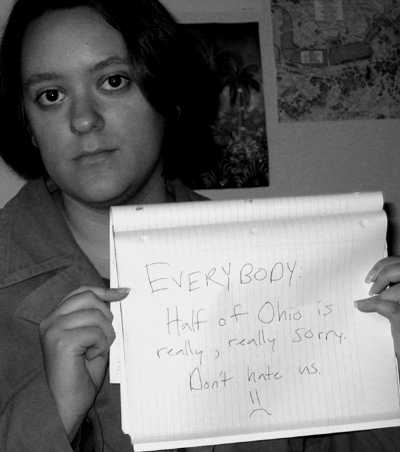 EVERYBODY:
Half of Ohio is
really, really sorry.
Don't hate us.